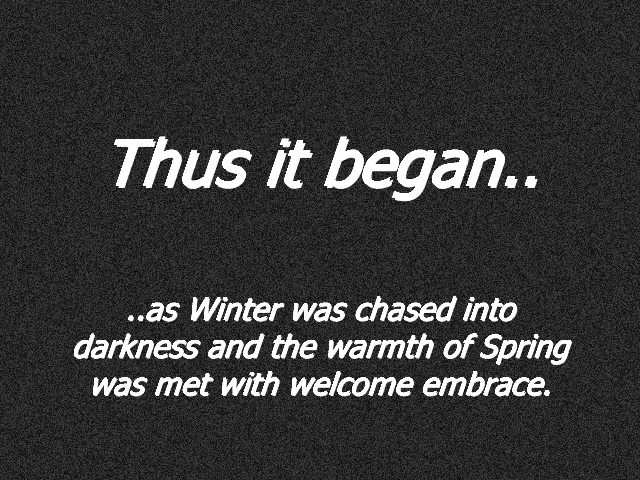 Thus it began..
..as Winter was chased into
darkness and the warmth of Spring
was met with welcome embrace.